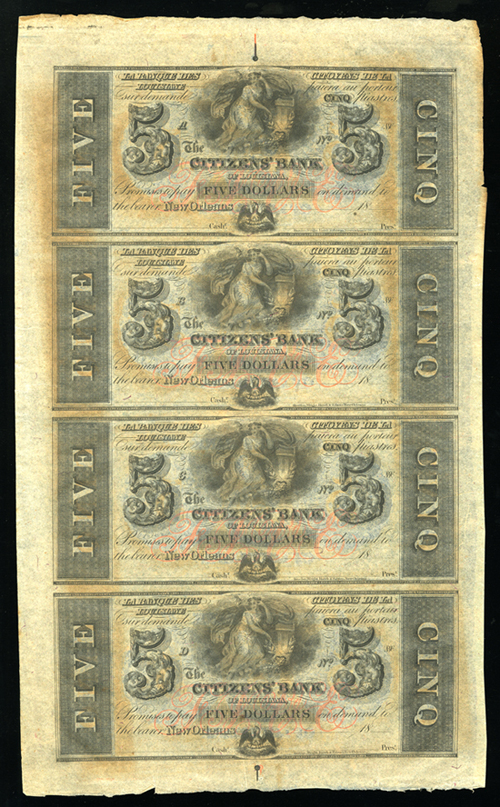 FIVE
LA BANQUE DES CITOYENS DE LA
LOUISIANE paiera au porteur
sur demande CINQ Piastres
5 A Nº 5
The
CITIZENS' BANK
OF LOUISIANA,
Promises to pay FIVE DOLLARS on demand to
the bearer New Orleans 18
Cashr. Pres.
CINQ
FIVE
LA BANQUE DES CITOYENS DE LA
LOUISIANE paiera au porteur
sur demande CINQ Piastres
5 B Nº 5
The
CITIZENS' BANK
OF LOUISIANA,
Promises to pay FIVE DOLLARS on demand to
the bearer New Orleans 18
Cashr. Pres.
CINQ
FIVE
LA BANQUE DES CITOYENS DE LA
LOUISIANE paiera au porteur
sur demande CINQ Piastres
5 C Nº 5
The
CITIZENS' BANK
OF LOUISIANA,
Promises to pay FIVE DOLLARS on demand to
the bearer New Orleans 18
Cashr. Pres.
CINQ
FIVE
LA BANQUE DES CITOYENS DE LA
LOUISIANE paiera au porteur
sur demande CINQ Piastres
5 D Nº 5
The
CITIZENS' BANK
OF LOUISIANA,
Promises to pay FIVE DOLLARS on demand to
the bearer New Orleans 18
Cashr. Pres.
CINQ